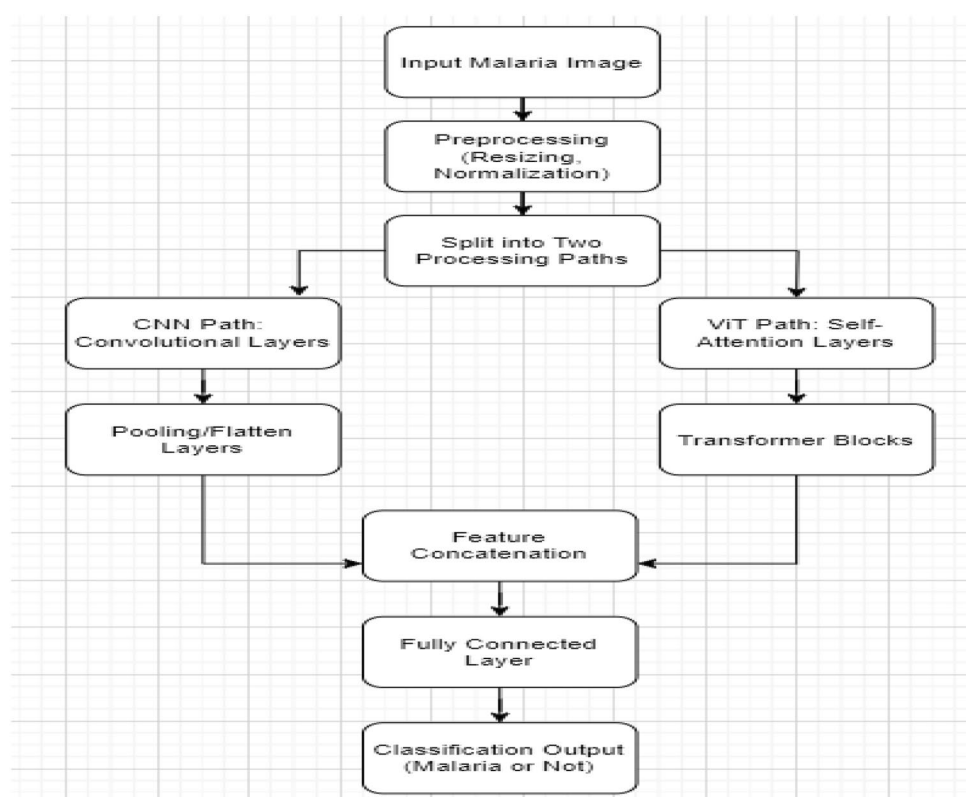 Input Malaria Image
Preprocessing
(Resizing,
Normalization)
Split into Two
Processing Paths
CNN Path:
Convolutional Layers
ViT Path: Self-
Attention Layers
Pooling/Flatten
Layers
Transformer Blocks
Feature
Concatenation
Fully Connected
Layer
Classification Output
(Malaria or Not)